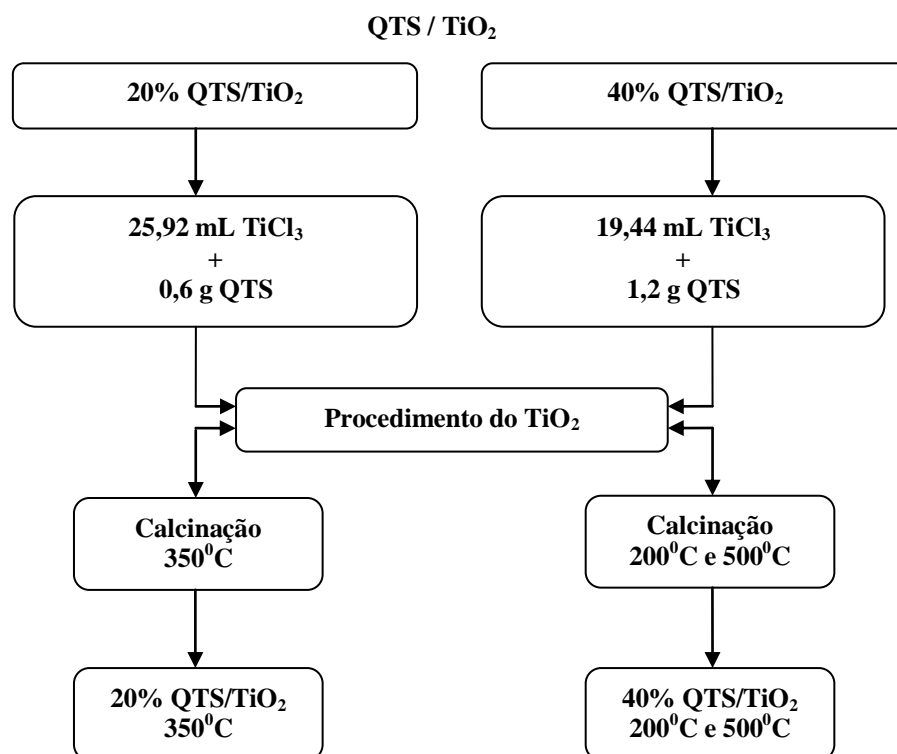 QTS / TiO₂
20% QTS/TiO₂
40% QTS/TiO₂
25,92 mL TiCl₃
+
0,6 g QTS
19,44 mL TiCl₃
+
1,2 g QTS
Procedimento do TiO₂
Calcinação
350⁰C
Calcinação
200⁰C e 500⁰C
20% QTS/TiO₂
350⁰C
40% QTS/TiO₂
200⁰C e 500⁰C